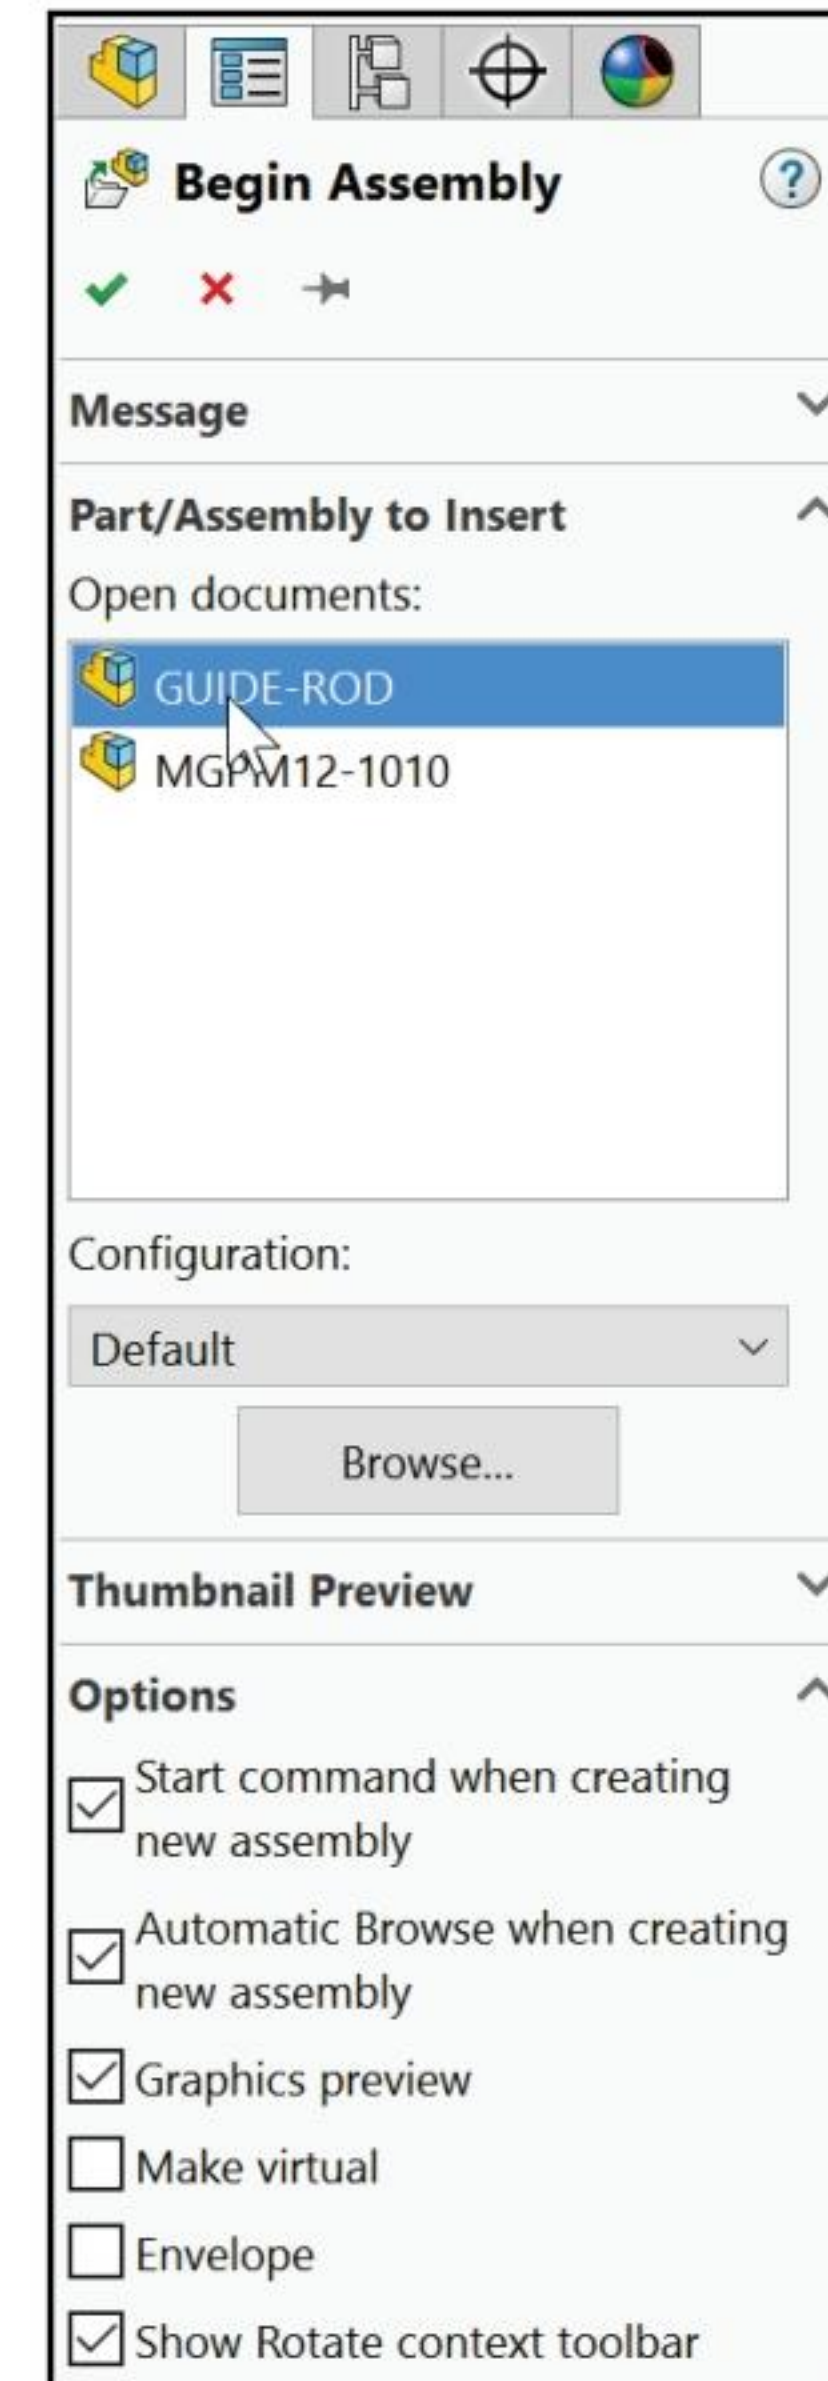 Begin Assembly
?
Message
Part/Assembly to Insert
Open documents:
GUIDE-ROD
MGPM12-1010
Configuration:
Default
Browse...
Thumbnail Preview
Options
Start command when creating
new assembly
Automatic Browse when creating
new assembly
Graphics preview
Make virtual
Envelope
Show Rotate context toolbar